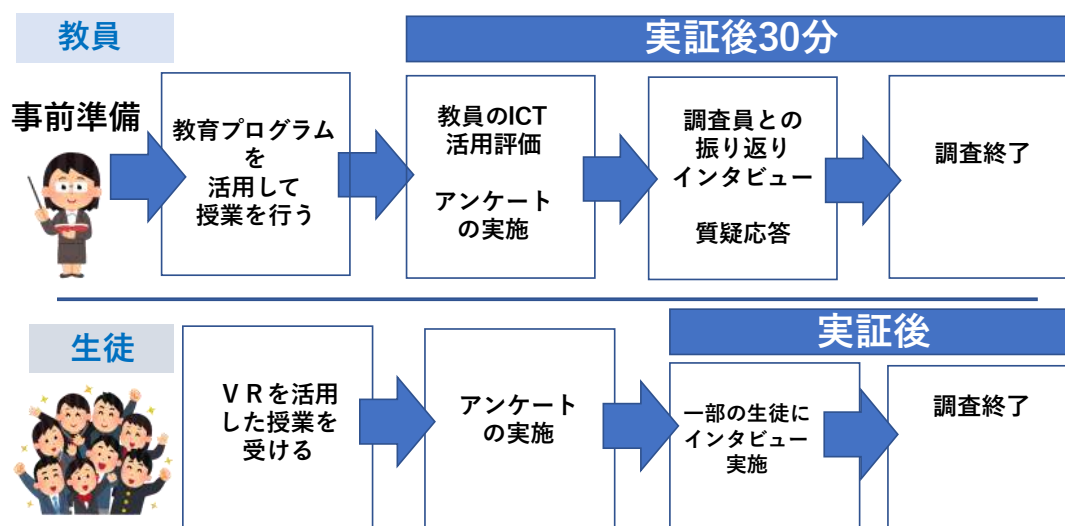 教員
実証後30分
事前準備
教育プログラム
を
活用して
授業を行う
教員のICT
活用評価
アンケート
の実施
調査員との
振り返り
インタビュー
質疑応答
調査終了
生徒
実証後
ＶＲを活用
した授業を
受ける
アンケート
の実施
一部の生徒に
インタビュー
実施
調査終了